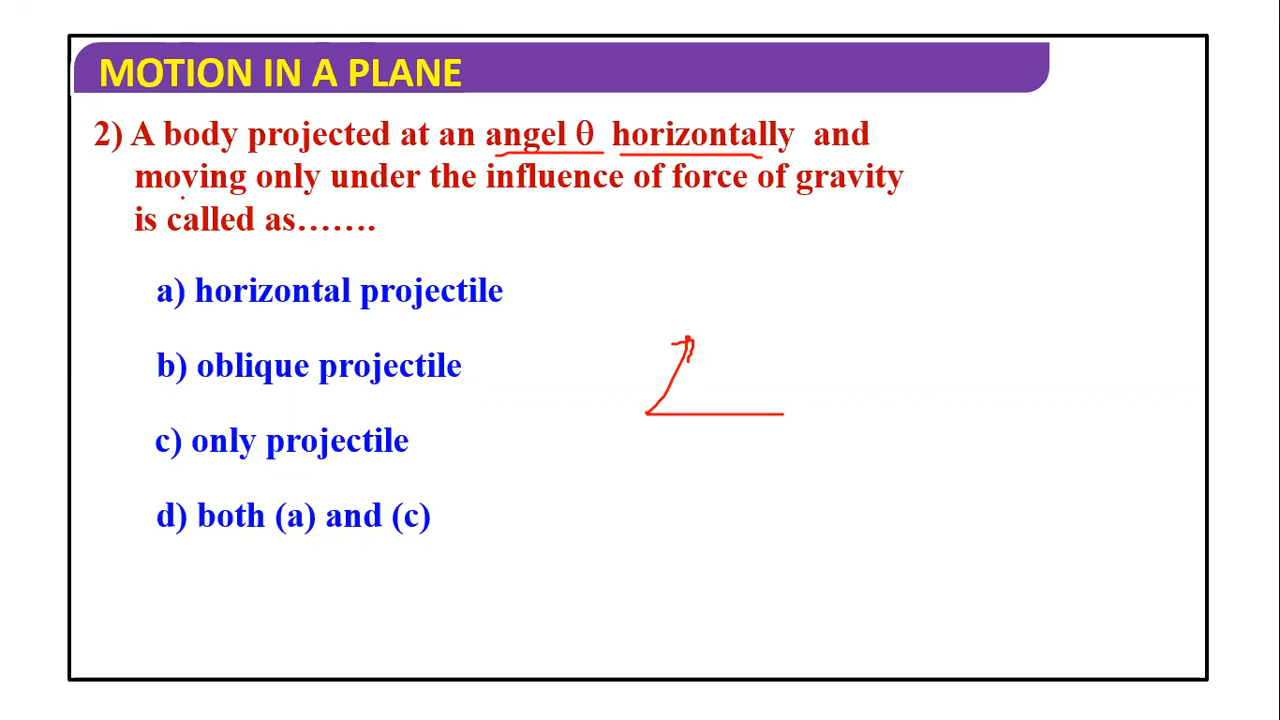 MOTION IN A PLANE
2) A body projected at an angel θ horizontally and
moving only under the influence of force of gravity
is called as…….
a) horizontal projectile
b) oblique projectile
c) only projectile
d) both (a) and (c)